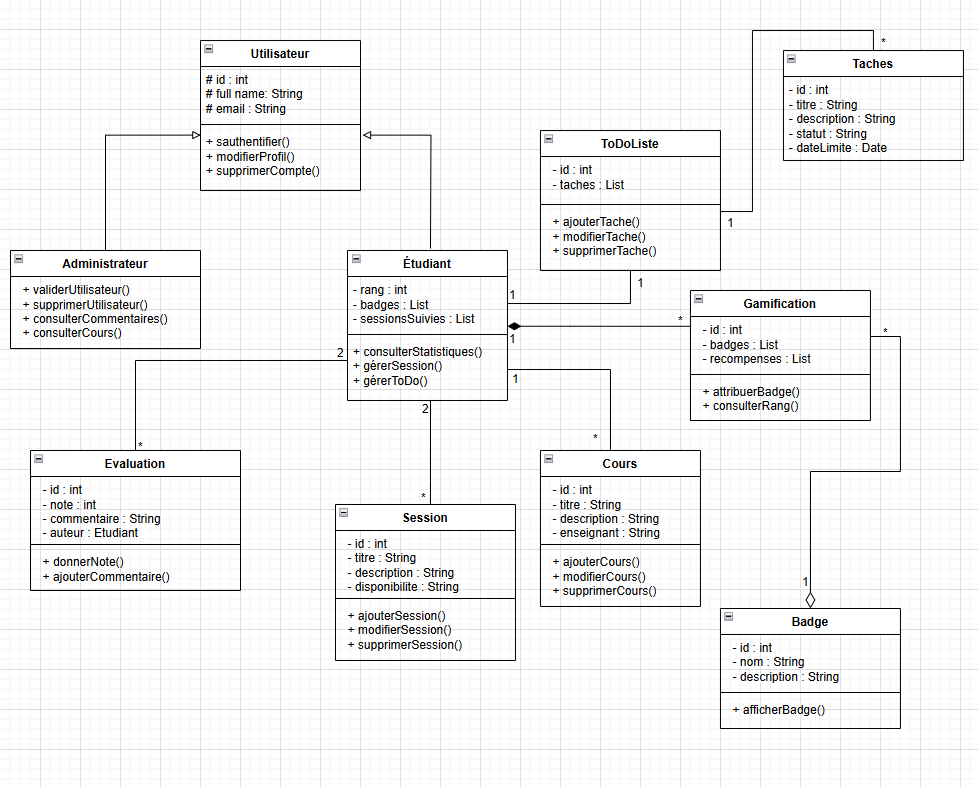 Utilisateur
# id : int
# full name: String
# email : String
+ sauthentifier()
+ modifierProfil()
+ supprimerCompte()
*
Taches
- id : int
- titre : String
- description : String
- statut : String
- dateLimite : Date
ToDoListe
- id : int
- taches : List
+ ajouterTache()
+ modifierTache()
+ supprimerTache()
1
1
Administrateur
+ validerUtilisateur()
+ supprimerUtilisateur()
+ consulterCommentaires()
+ consulterCours()
Étudiant
- rang : int
- badges : List
- sessionsSuivies : List
+ consulterStatistiques()
+ gérerSession()
+ gérerToDo()
1
1
*
1
2
2
Gamification
- id : int
- badges : List
- recompenses : List
+ attribuerBadge()
+ consulterRang()
*
*
Evaluation
- id : int
- note : int
- commentaire : String
- auteur : Etudiant
+ donnerNote()
+ ajouterCommentaire()
*
Session
- id : int
- titre : String
- description : String
- disponibilite : String
+ ajouterSession()
+ modifierSession()
+ supprimerSession()
*
Cours
- id : int
- titre : String
- description : String
- enseignant : String
+ ajouterCours()
+ modifierCours()
+ supprimerCours()
1
Badge
- id : int
- nom : String
- description : String
+ afficherBadge()